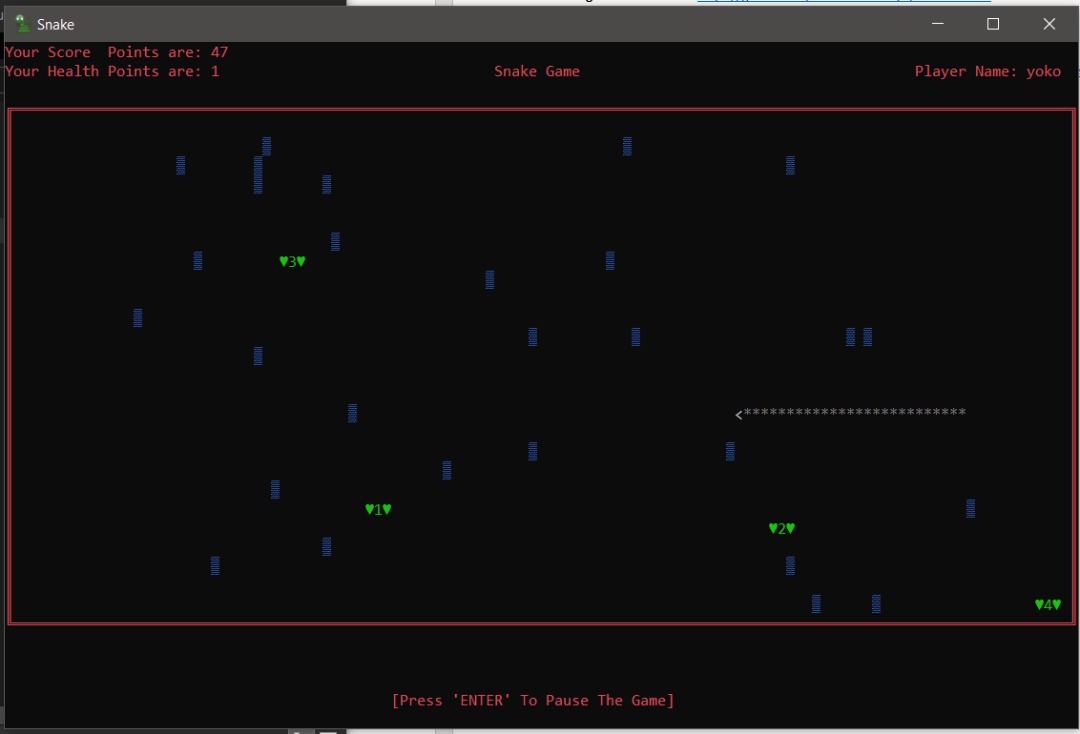 Snake
Your Score  Points are: 47
Your Health Points are: 1
Snake Game
Player Name: yoko
♥3♥
<**************************
♥1♥
♥2♥
♥4♥
[Press 'ENTER' To Pause The Game]